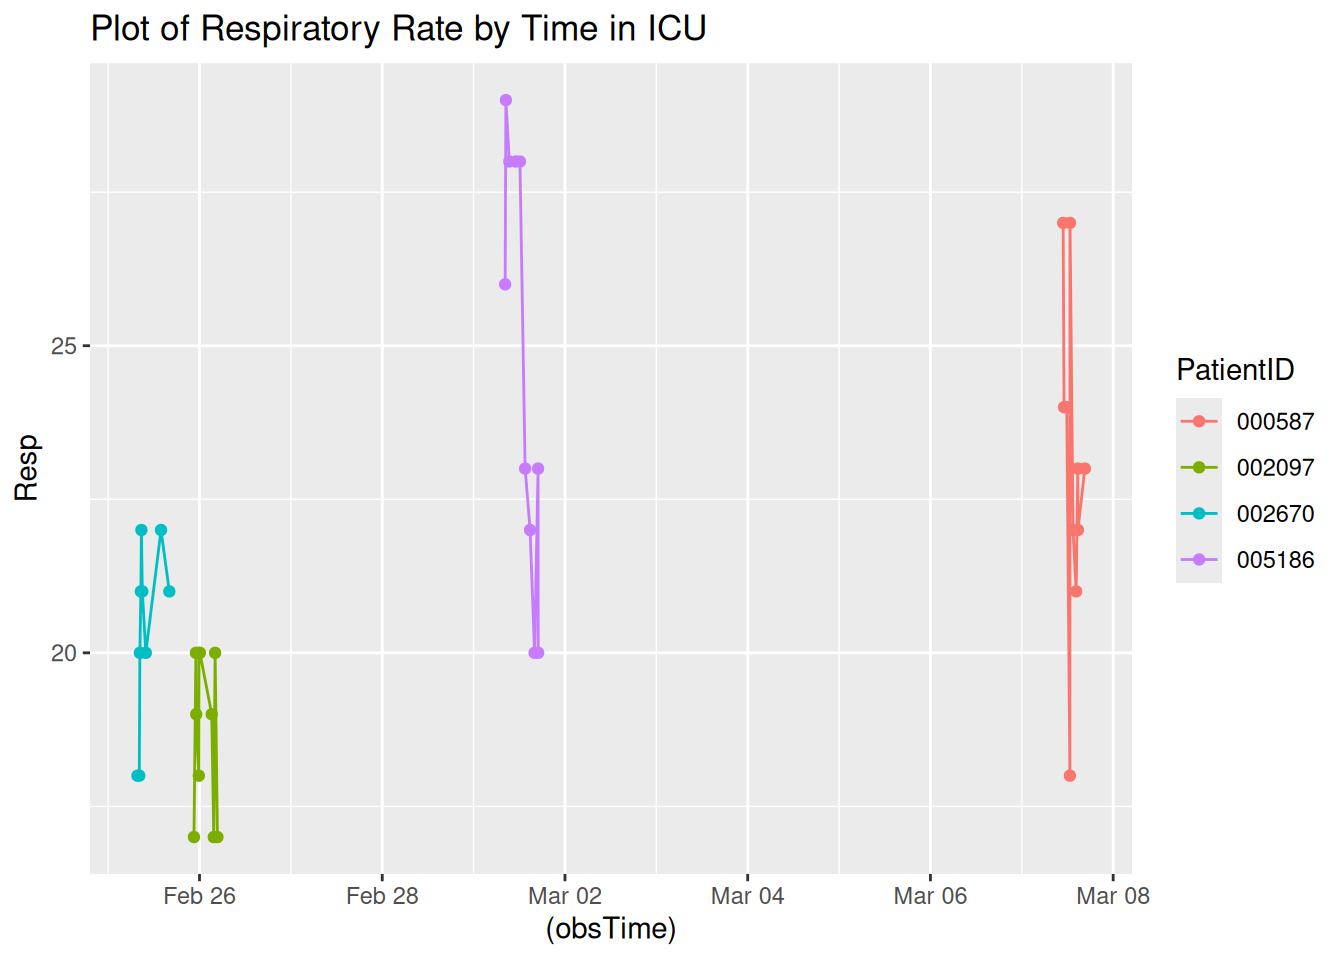 Plot of Respiratory Rate by Time in ICU
Resp
25
20
Feb 26
Feb 28
Mar 02
Mar 04
Mar 06
Mar 08
(obsTime)
PatientID
000587
002097
002670
005186